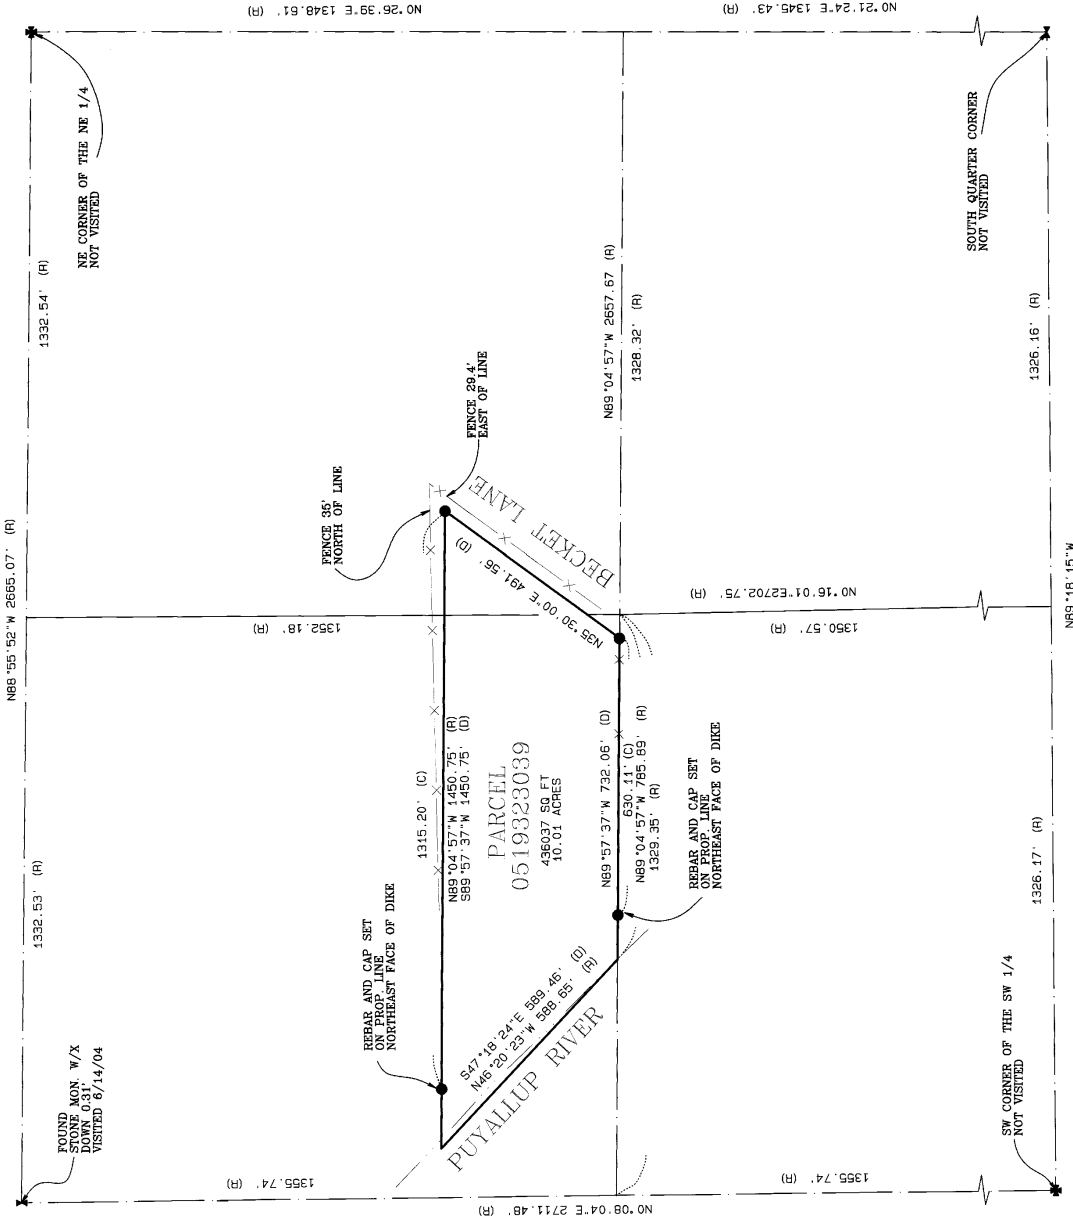 N0°26'39"E 1348.61' (R)
N0°21'24"E 1345.43' (R)
NE CORNER OF THE NE 1/4
NOT VISITED
SOUTH QUARTER CORNER
NOT VISITED
1332.54' (R)
N89°04'57"W 2657.67 (R)
1328.32' (R)
1326.16' (R)
FENCE 29.4'
EAST OF LINE
FENCE 35'
NORTH OF LINE
BECKET LANE
N35°30'00"E 491.56' (D)
N88°55'52"W 2665.07' (R)
N89°18'15"W
1352.18' (R)
N0°16'01"E2702.75' (R)
1350.57' (R)
1315.20' (C)
N89°04'57"W 1450.75' (R)
S89°57'37"W 1450.75' (D)
PARCEL
0519323039
436037 SQ FT
10.01 ACRES
N89°57'37"W 732.06' (D)
630.11' (C)
N89°04'57"W 785.89' (R)
1329.35' (R)
REBAR AND CAP SET
ON PROP. LINE
NORTHEAST FACE OF DIKE
1332.53' (R)
1326.17' (R)
REBAR AND CAP SET
ON PROP. LINE
NORTHEAST FACE OF DIKE
S47°18'24"E 589.46' (D)
N46°20'23"W 588.65' (R)
PUYALLUP RIVER
FOUND
STONE MON. W/X
DOWN 0.31'
VISITED 6/14/04
SW CORNER OF THE SW 1/4
NOT VISITED
1355.74' (R)
1355.74' (R)
N0°08'04"E 2711.48' (R)